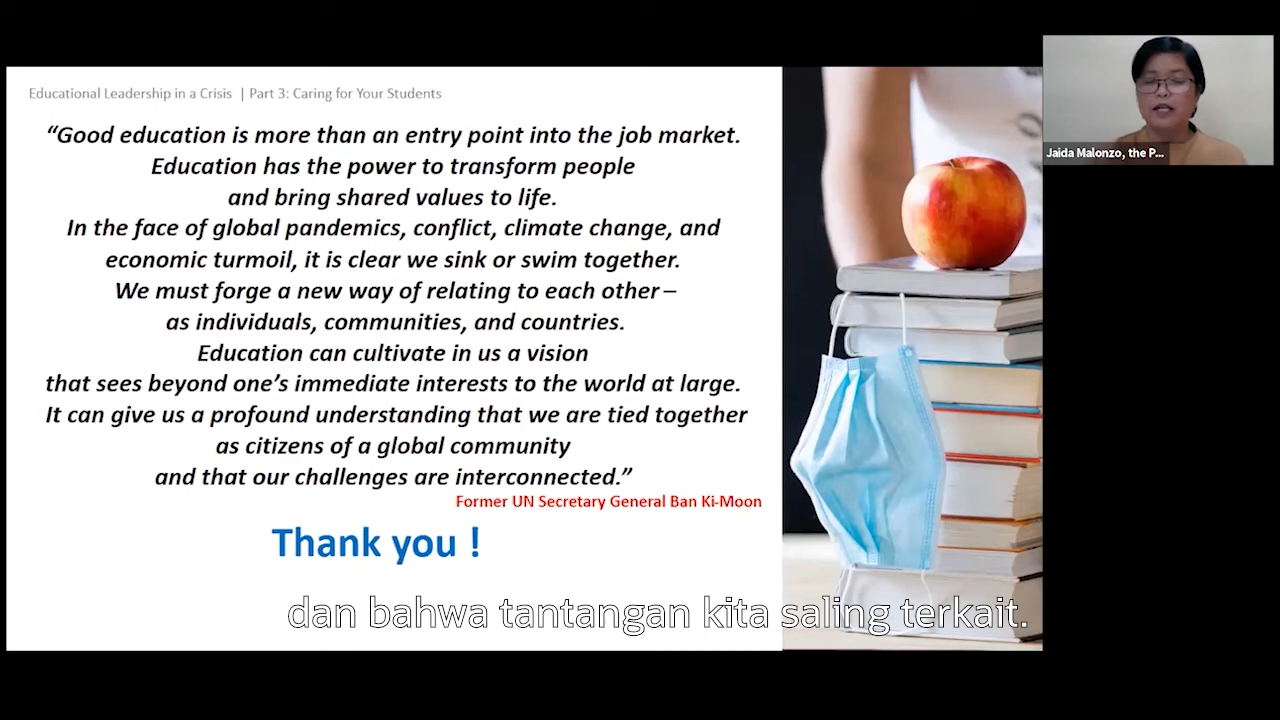 Educational Leadership in a Crisis | Part 3: Caring for Your Students
“Good education is more than an entry point into the job market.
Education has the power to transform people
and bring shared values to life.
In the face of global pandemics, conflict, climate change, and
economic turmoil, it is clear we sink or swim together.
We must forge a new way of relating to each other –
as individuals, communities, and countries.
Education can cultivate in us a vision
that sees beyond one’s immediate interests to the world at large.
It can give us a profound understanding that we are tied together
as citizens of a global community
and that our challenges are interconnected.”
Former UN Secretary General Ban Ki-Moon
Thank you !
dan bahwa tantangan kita saling terkait.
Jaida Malonzo, the P...